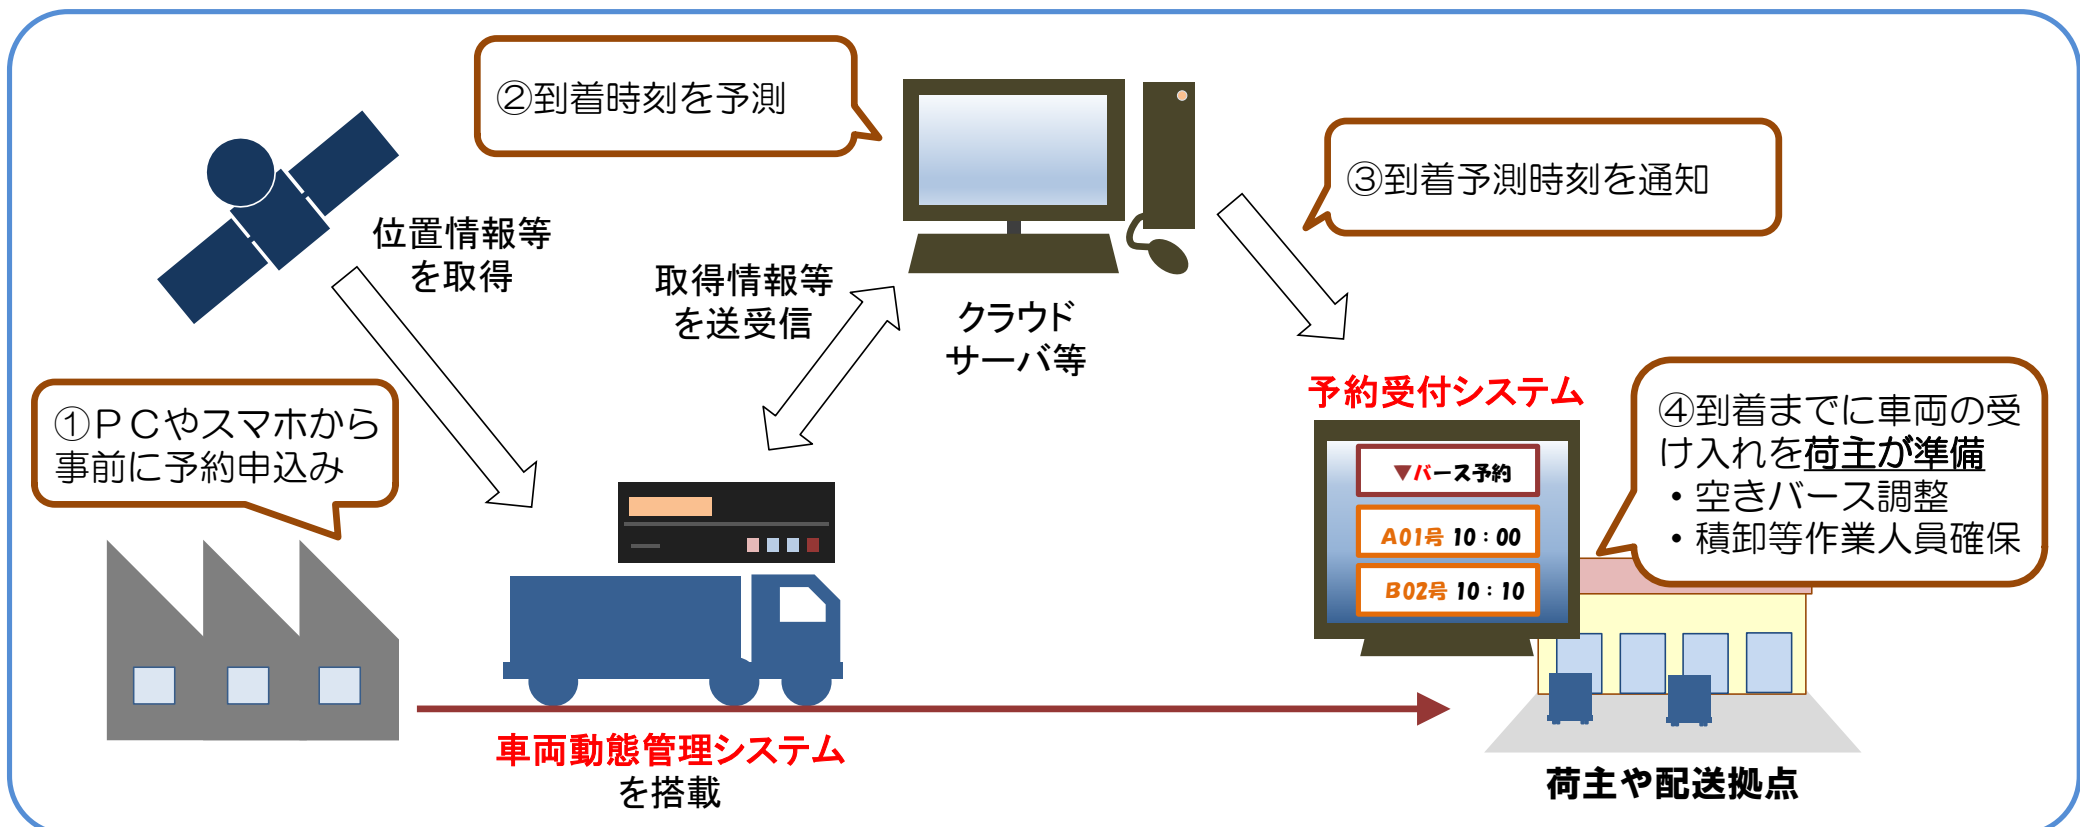 ②到着時刻を予測
③到着予測時刻を通知
位置情報等
を取得
取得情報等
を送受信
クラウド
サーバ等
①ＰＣやスマホから
事前に予約申込み
予約受付システム
▼バース予約
A01号 10：00
B02号 10：10
④到着までに車両の受
け入れを荷主が準備
・空きバース調整
・積卸等作業人員確保
車両動態管理システム
を搭載
荷主や配送拠点